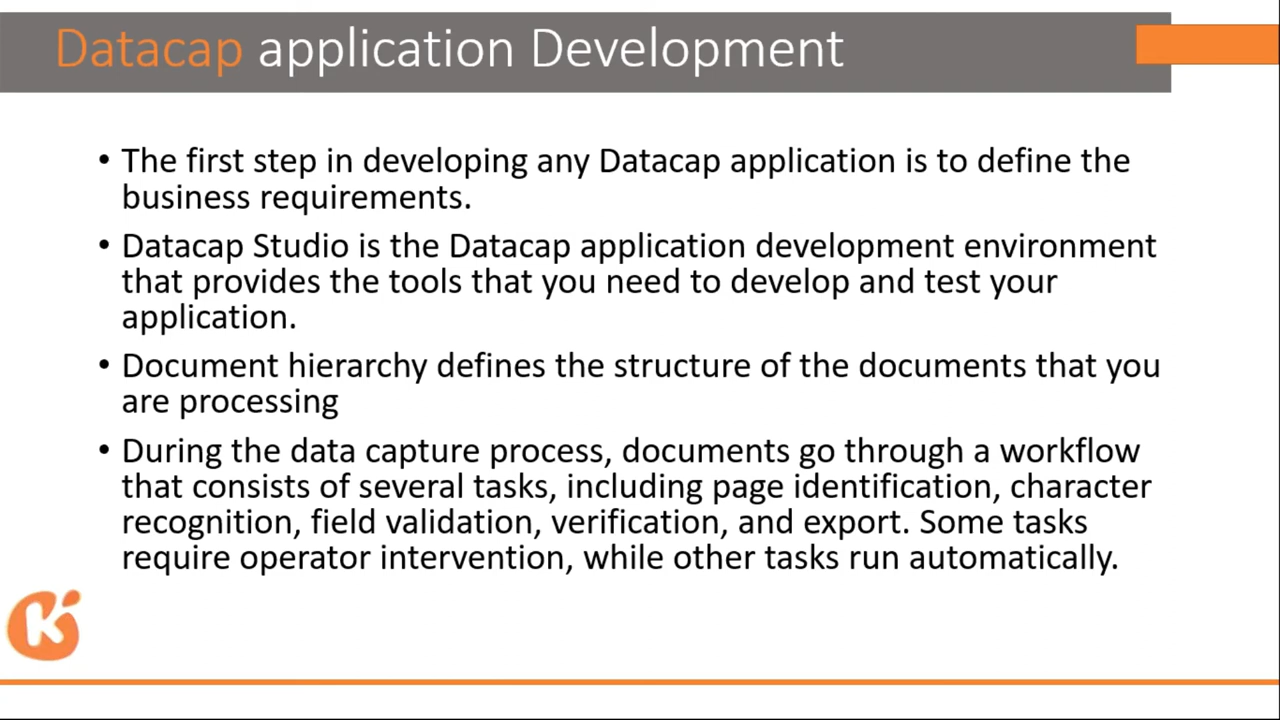 Datacap application Development
• The first step in developing any Datacap application is to define the
business requirements.
• Datacap Studio is the Datacap application development environment
that provides the tools that you need to develop and test your
application.
• Document hierarchy defines the structure of the documents that you
are processing
• During the data capture process, documents go through a workflow
that consists of several tasks, including page identification, character
recognition, field validation, verification, and export. Some tasks
require operator intervention, while other tasks run automatically.
K